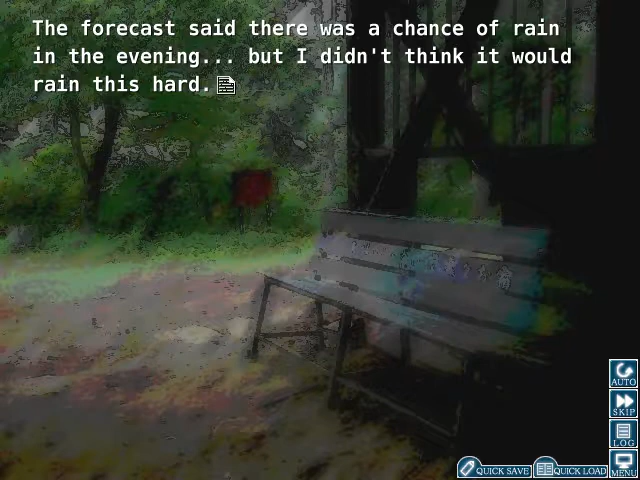 The forecast said there was a chance of rain
in the evening... but I didn't think it would
rain this hard.
AUTO
SKIP
LOG
QUICK SAVE
QUICK LOAD
MENU